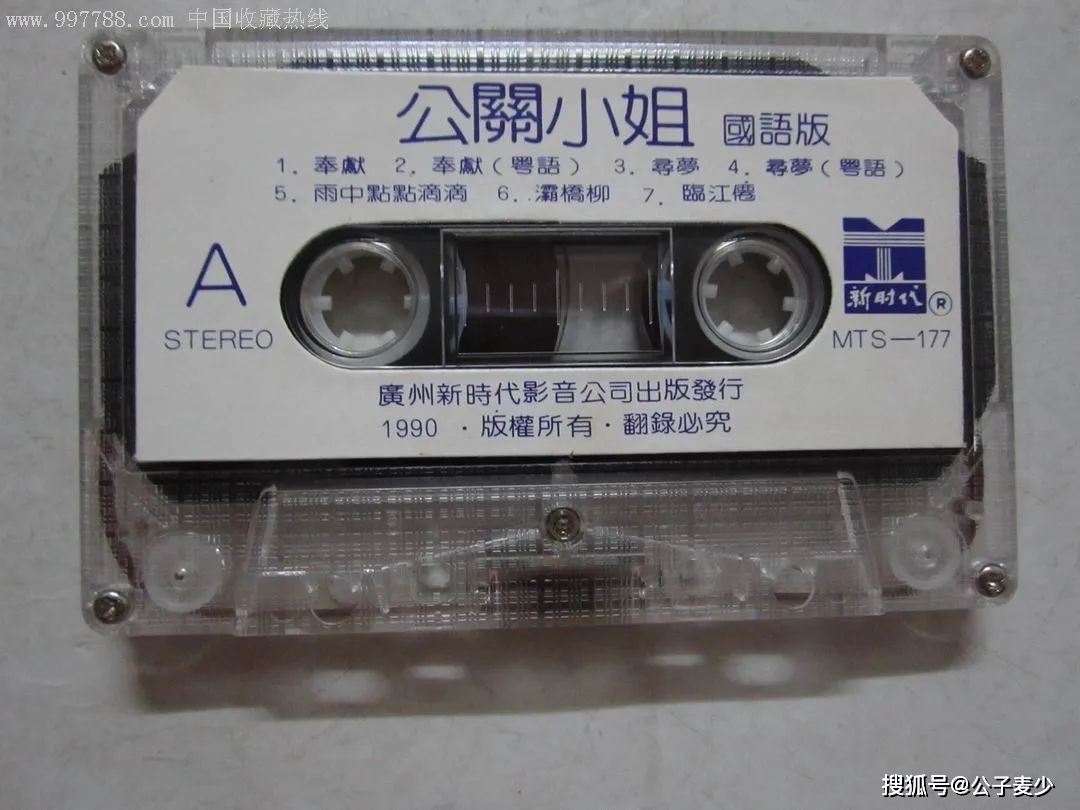 www.997788.com 中国收藏热线
公關小姐 國語版
1. 奉獻 2. 奉獻(粵語) 3. 尋夢 4. 尋夢(粵語)
5. 雨中點點滴滴 6. 灞橋柳 7. 臨江僊
A
STEREO
新时代 ®
MTS—177
廣州新時代影音公司出版發行
1990 · 版權所有 · 翻錄必究
搜狐号@公子麦少